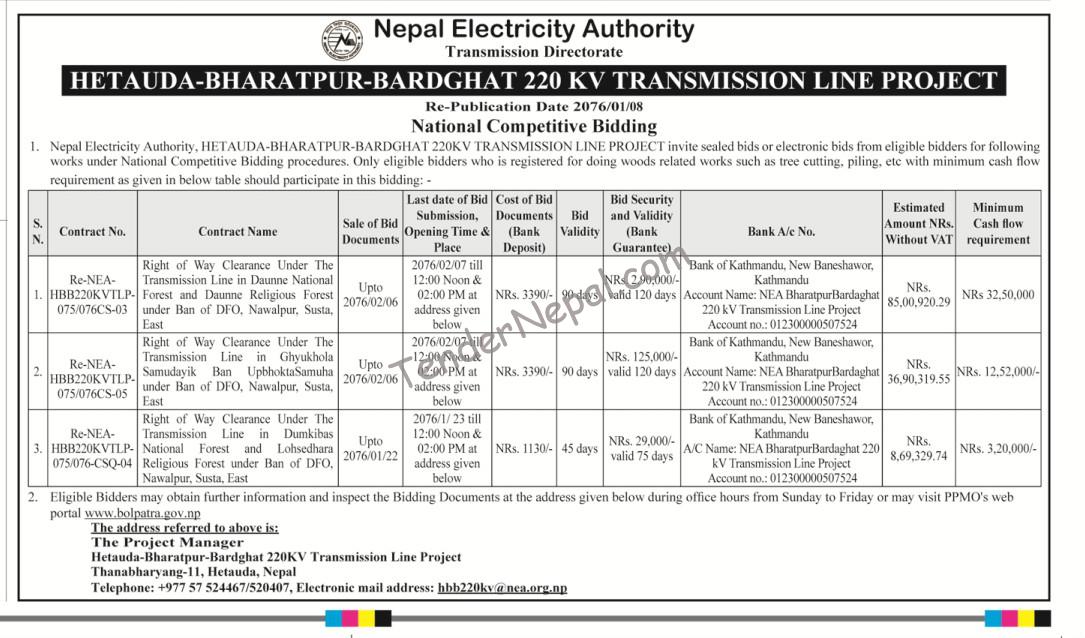 Nepal Electricity Authority
Transmission Directorate
HETAUDA-BHARATPUR-BARDGHAT 220 KV TRANSMISSION LINE PROJECT
Re-Publication Date 2076/01/08
National Competitive Bidding
1. Nepal Electricity Authority, HETAUDA-BHARATPUR-BARDGHAT 220KV TRANSMISSION LINE PROJECT invite sealed bids or electronic bids from eligible bidders for following
works under National Competitive Bidding procedures. Only eligible bidders who is registered for doing woods related works such as tree cutting, piling, etc with minimum cash flow
requirement as given in below table should participate in this bidding: -
S.
N.
Contract No.
Contract Name
Sale of Bid
Documents
Last date of Bid
Submission,
Opening Time &
Place
Cost of Bid
Documents
(Bank
Deposit)
Bid
Validity
Bid Security
and Validity
(Bank
Guarantee)
Bank A/c No.
Estimated
Amount NRs.
Without VAT
Minimum
Cash flow
requirement
1.
Re-NEA-
HBB220KVTLP-
075/076CS-03
Right of Way Clearance Under The
Transmission Line in Daunne National
Forest and Daunne Religious Forest
under Ban of DFO, Nawalpur, Susta,
East
Upto
2076/02/06
2076/02/07 till
12:00 Noon &
02:00 PM at
address given
below
NRs. 3390/-
90 days
NRs. 2,90,000/-
valid 120 days
Bank of Kathmandu, New Baneshawor,
Kathmandu
Account Name: NEA BharatpurBardaghat
220 kV Transmission Line Project
Account no.: 012300000507524
NRs.
85,00,920.29
NRs 32,50,000
2.
Re-NEA-
HBB220KVTLP-
075/076CS-05
Right of Way Clearance Under The
Transmission Line in Ghyukhola
Samudayik Ban UpbhoktaSamuha
under Ban of DFO, Nawalpur, Susta,
East
Upto
2076/02/06
2076/02/07 till
12:00 Noon &
02:00 PM at
address given
below
NRs. 3390/-
90 days
NRs. 125,000/-
valid 120 days
Bank of Kathmandu, New Baneshawor,
Kathmandu
Account Name: NEA BharatpurBardaghat
220 kV Transmission Line Project
Account no.: 012300000507524
NRs.
36,90,319.55
NRs. 12,52,000/-
3.
Re-NEA-
HBB220KVTLP-
075/076-CSQ-04
Right of Way Clearance Under The
Transmission Line in Dumkibas
National Forest and Lohsedhara
Religious Forest under Ban of DFO,
Nawalpur, Susta, East
Upto
2076/01/22
2076/1/ 23 till
12:00 Noon &
02:00 PM at
address given
below
NRs. 1130/-
45 days
NRs. 29,000/-
valid 75 days
Bank of Kathmandu, New Baneshawor,
Kathmandu
A/C Name: NEA BharatpurBardaghat 220
kV Transmission Line Project
Account no.: 012300000507524
NRs.
8,69,329.74
NRs. 3,20,000/-
TenderNepal.com
2. Eligible Bidders may obtain further information and inspect the Bidding Documents at the address given below during office hours from Sunday to Friday or may visit PPMO's web
portal www.bolpatra.gov.np
The address referred to above is:
The Project Manager
Hetauda-Bharatpur-Bardghat 220KV Transmission Line Project
Thanabharyang-11, Hetauda, Nepal
Telephone: +977 57 524467/520407, Electronic mail address: hbb220kv@nea.org.np